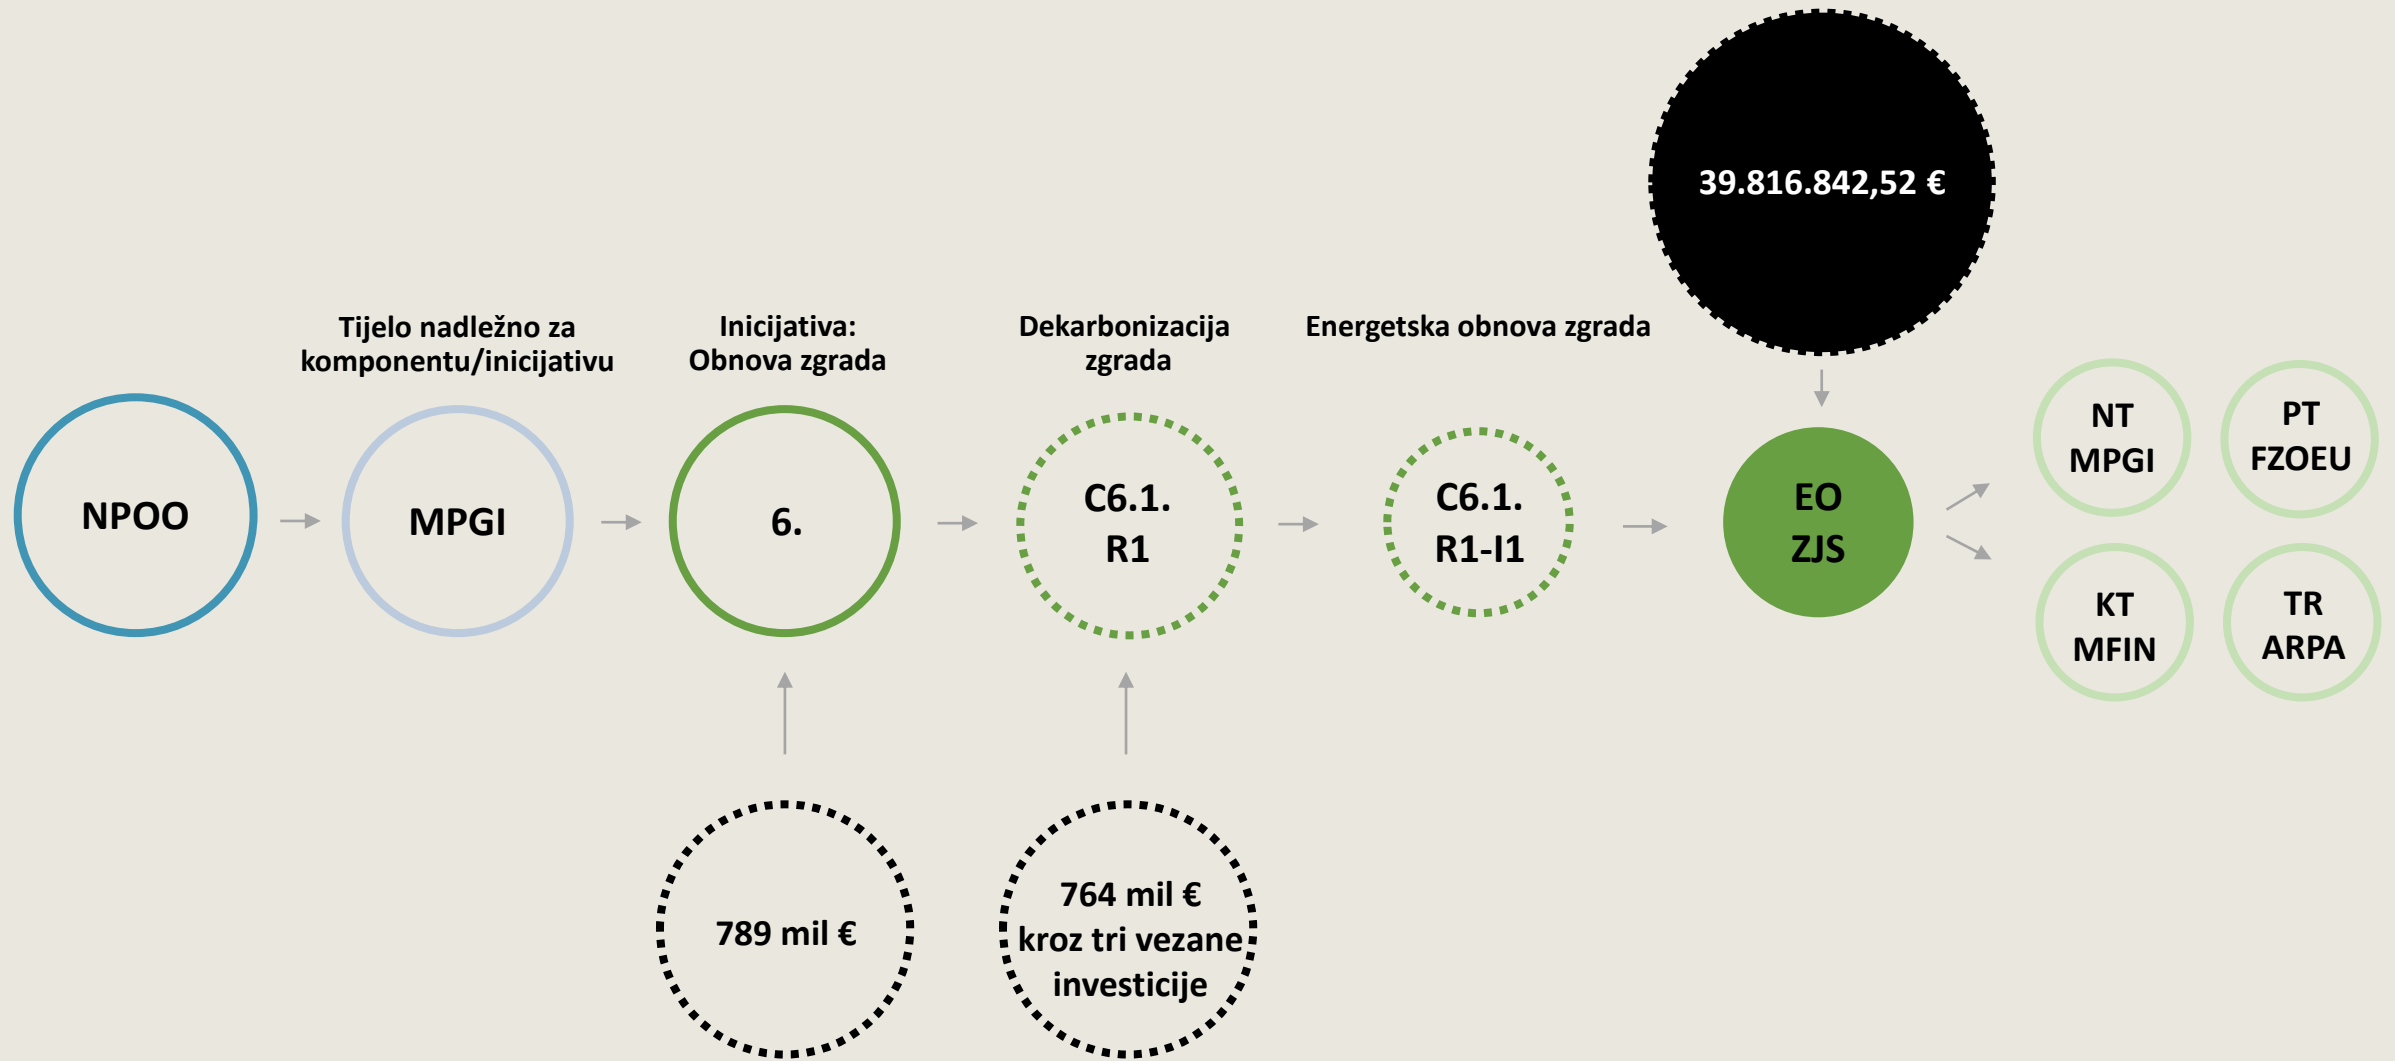 39.816.842,52 €
Tijelo nadležno za
komponentu/inicijativu
Inicijativa:
Obnova zgrada
Dekarbonizacija
zgrada
Energetska obnova zgrada
NPOO
MPGI
6.
C6.1.
R1
C6.1.
R1-I1
EO
ZJS
NT
MPGI
PT
FZOEU
KT
MFIN
TR
ARPA
789 mil €
764 mil €
kroz tri vezane
investicije